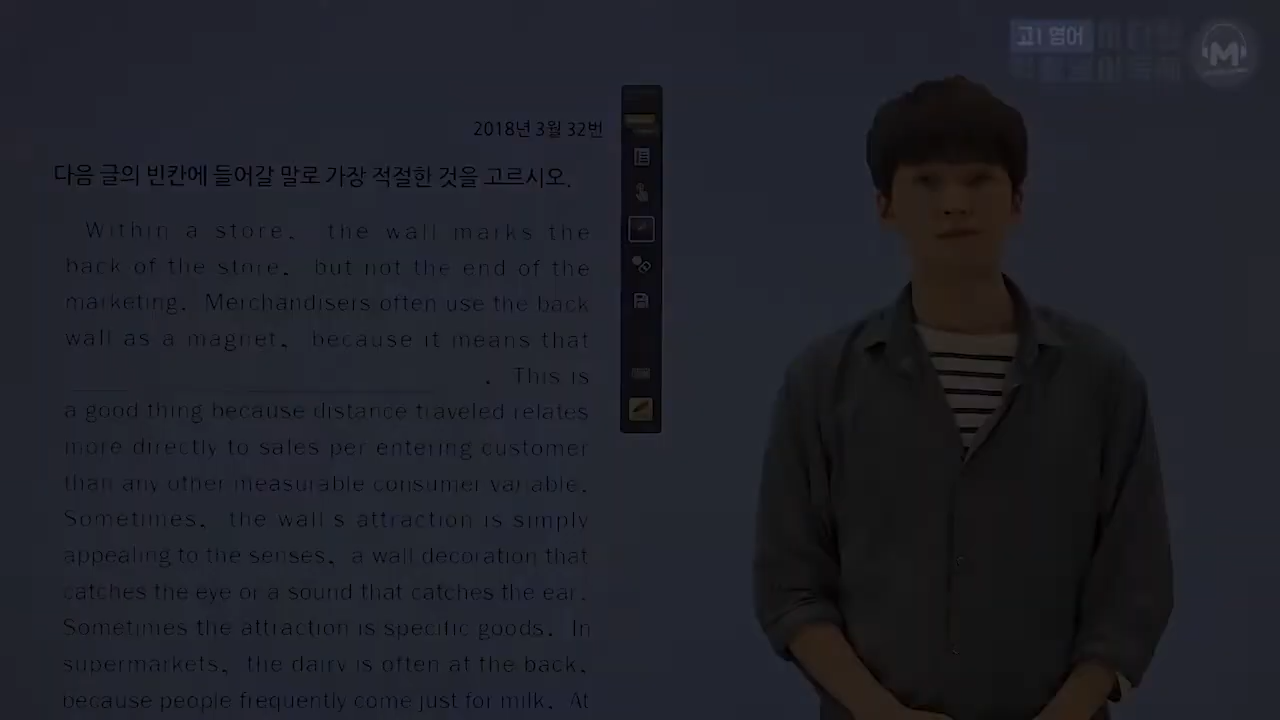 고1 영어
M
2018년 3월 32번
다음 글의 빈칸에 들어갈 말로 가장 적절한 것을 고르시오.
Within a store, the wall marks the
back of the store, but not the end of the
marketing. Merchandisers often use the back
wall as a magnet, because it means that
. This is
a good thing because distance traveled relates
more directly to sales per entering customer
than any other measurable consumer variable.
Sometimes, the wall s attraction is simply
appealing to the senses, a wall decoration that
catches the eye or a sound that catches the ear.
Sometimes the attraction is specific goods. In
supermarkets, the dairy is often at the back,
because people frequently come just for milk. At